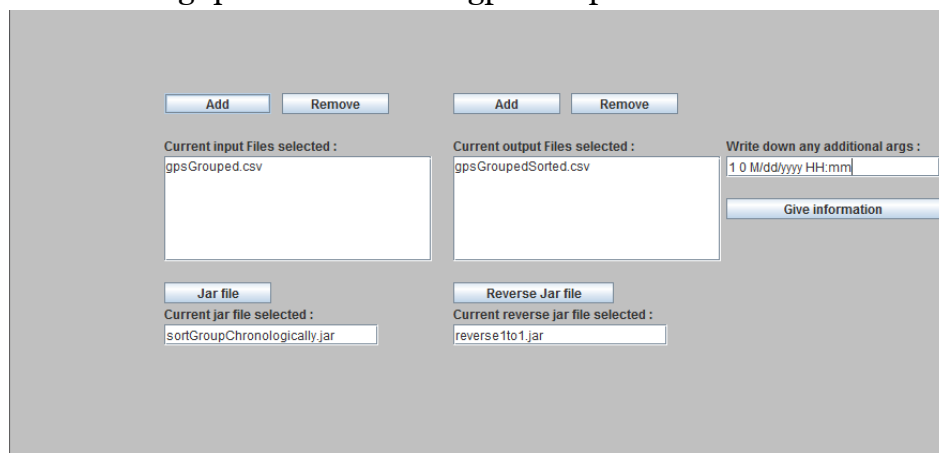 Add Remove Add Remove
Current input Files selected : Current output Files selected : Write down any additional args :
gpsGrouped.csv gpsGroupedSorted.csv 1 0 M/dd/yyyy HH:mm
Give information
Jar file Reverse Jar file
Current jar file selected : Current reverse jar file selected :
sortGroupChronologically.jar reverse1to1.jar